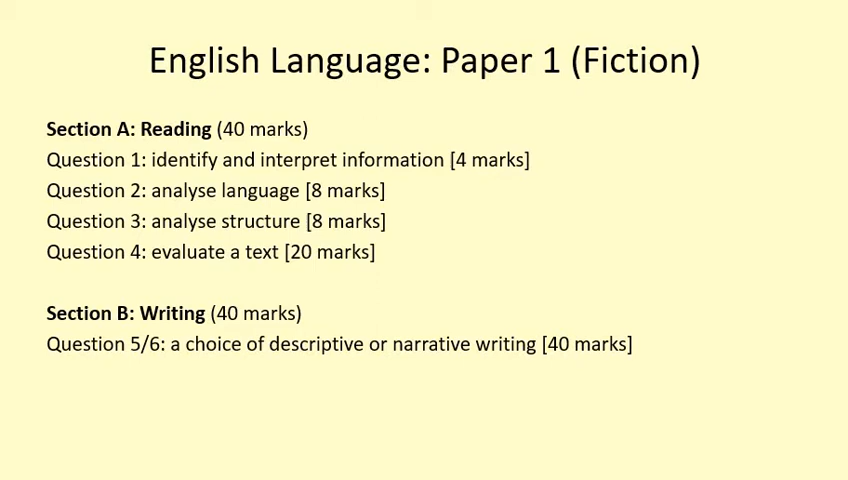 English Language: Paper 1 (Fiction)
Section A: Reading (40 marks)
Question 1: identify and interpret information [4 marks]
Question 2: analyse language [8 marks]
Question 3: analyse structure [8 marks]
Question 4: evaluate a text [20 marks]
Section B: Writing (40 marks)
Question 5/6: a choice of descriptive or narrative writing [40 marks]